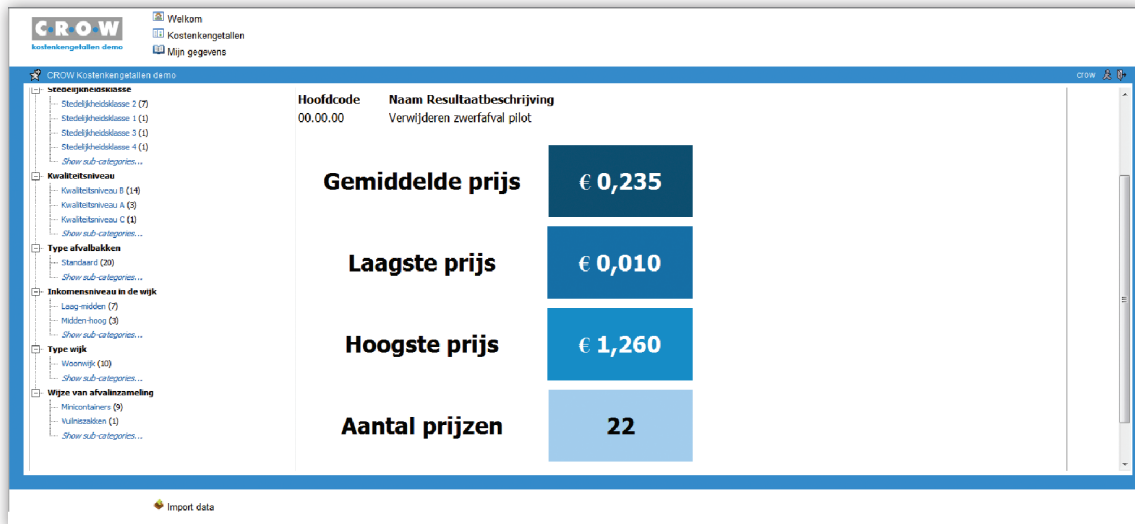 C·R·O·W
kostenkengetallen demo
Welkom
Kostenkengetallen
Mijn gegevens
CROW Kostenkengetallen demo
crow
Stedelijkheidsklasse
Stedelijkheidsklasse 2 (7)
Stedelijkheidsklasse 1 (1)
Stedelijkheidsklasse 3 (1)
Stedelijkheidsklasse 4 (1)
Show sub-categories...
Kwaliteitsniveau
Kwaliteitsniveau B (14)
Kwaliteitsniveau A (3)
Kwaliteitsniveau C (1)
Show sub-categories...
Type afvalbakken
Standaard (20)
Show sub-categories...
Inkomensniveau in de wijk
Laag-midden (7)
Midden-hoog (3)
Show sub-categories...
Type wijk
Woonwijk (10)
Show sub-categories...
Wijze van afvalinzameling
Minicontainers (9)
Vuilniszakken (1)
Show sub-categories...
Hoofdcode Naam Resultaatbeschrijving
00.00.00 Verwijderen zwerfafval pilot
Gemiddelde prijs € 0,235
Laagste prijs € 0,010
Hoogste prijs € 1,260
Aantal prijzen 22
Import data